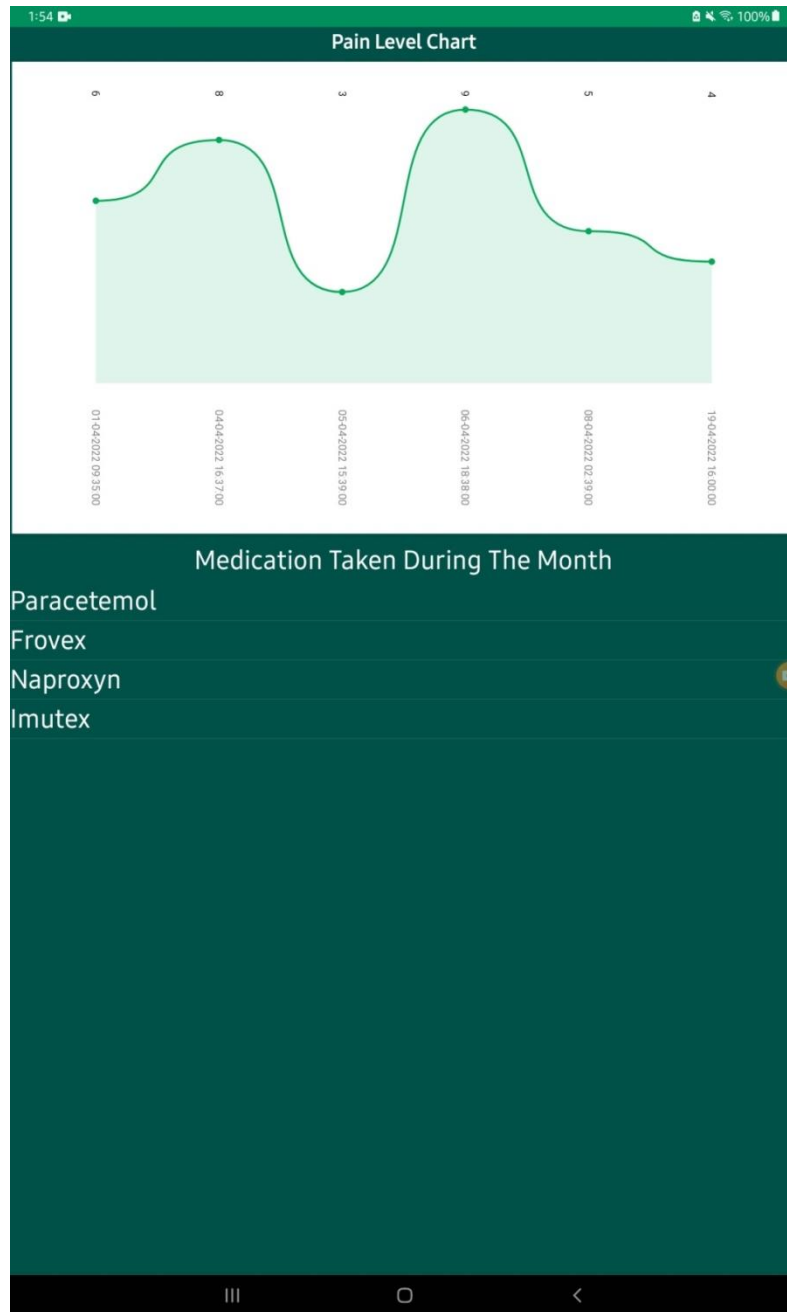 1:54 100%
Pain Level Chart
6 8 3 9 5 4
01-04-2022 09:35:00
04-04-2022 16:37:00
05-04-2022 15:39:00
06-04-2022 18:38:00
08-04-2022 02:39:00
19-04-2022 16:00:00
Medication Taken During The Month
Paracetemol
Frovex
Naproxyn
Imutex